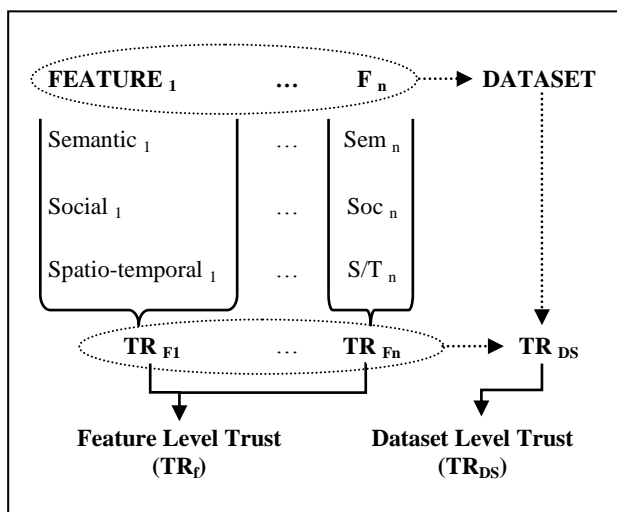 FEATURE 1 … F n DATASET
Semantic 1 … Sem n
Social 1 … Soc n
Spatio-temporal 1 … S/T n
TR F1 … TR Fn TR DS
Feature Level Trust Dataset Level Trust
(TRf) (TRDS)